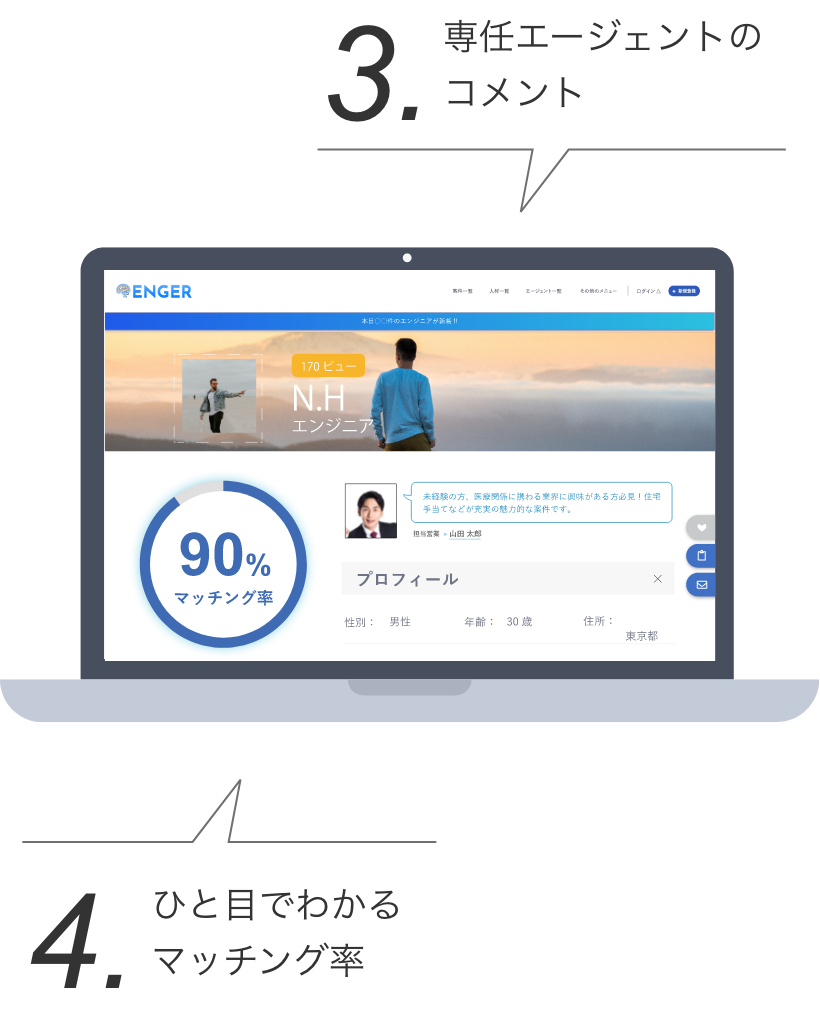 3.
専任エージェントの
コメント
ENGER
案件一覧
人材一覧
エージェント一覧
その他のメニュー
ログイン
新規登録
本日〇〇件のエンジニアが新着!!
170 ビュー
N.H
エンジニア
90%
マッチング率
未経験の方、医療関係に携わる業界に興味がある方必見!住宅
手当てなどが充実の魅力的な案件です。
担当営業
山田 太郎
プロフィール
性別: 男性
年齢: 30 歳
住所:
東京都
4.
ひと目でわかる
マッチング率